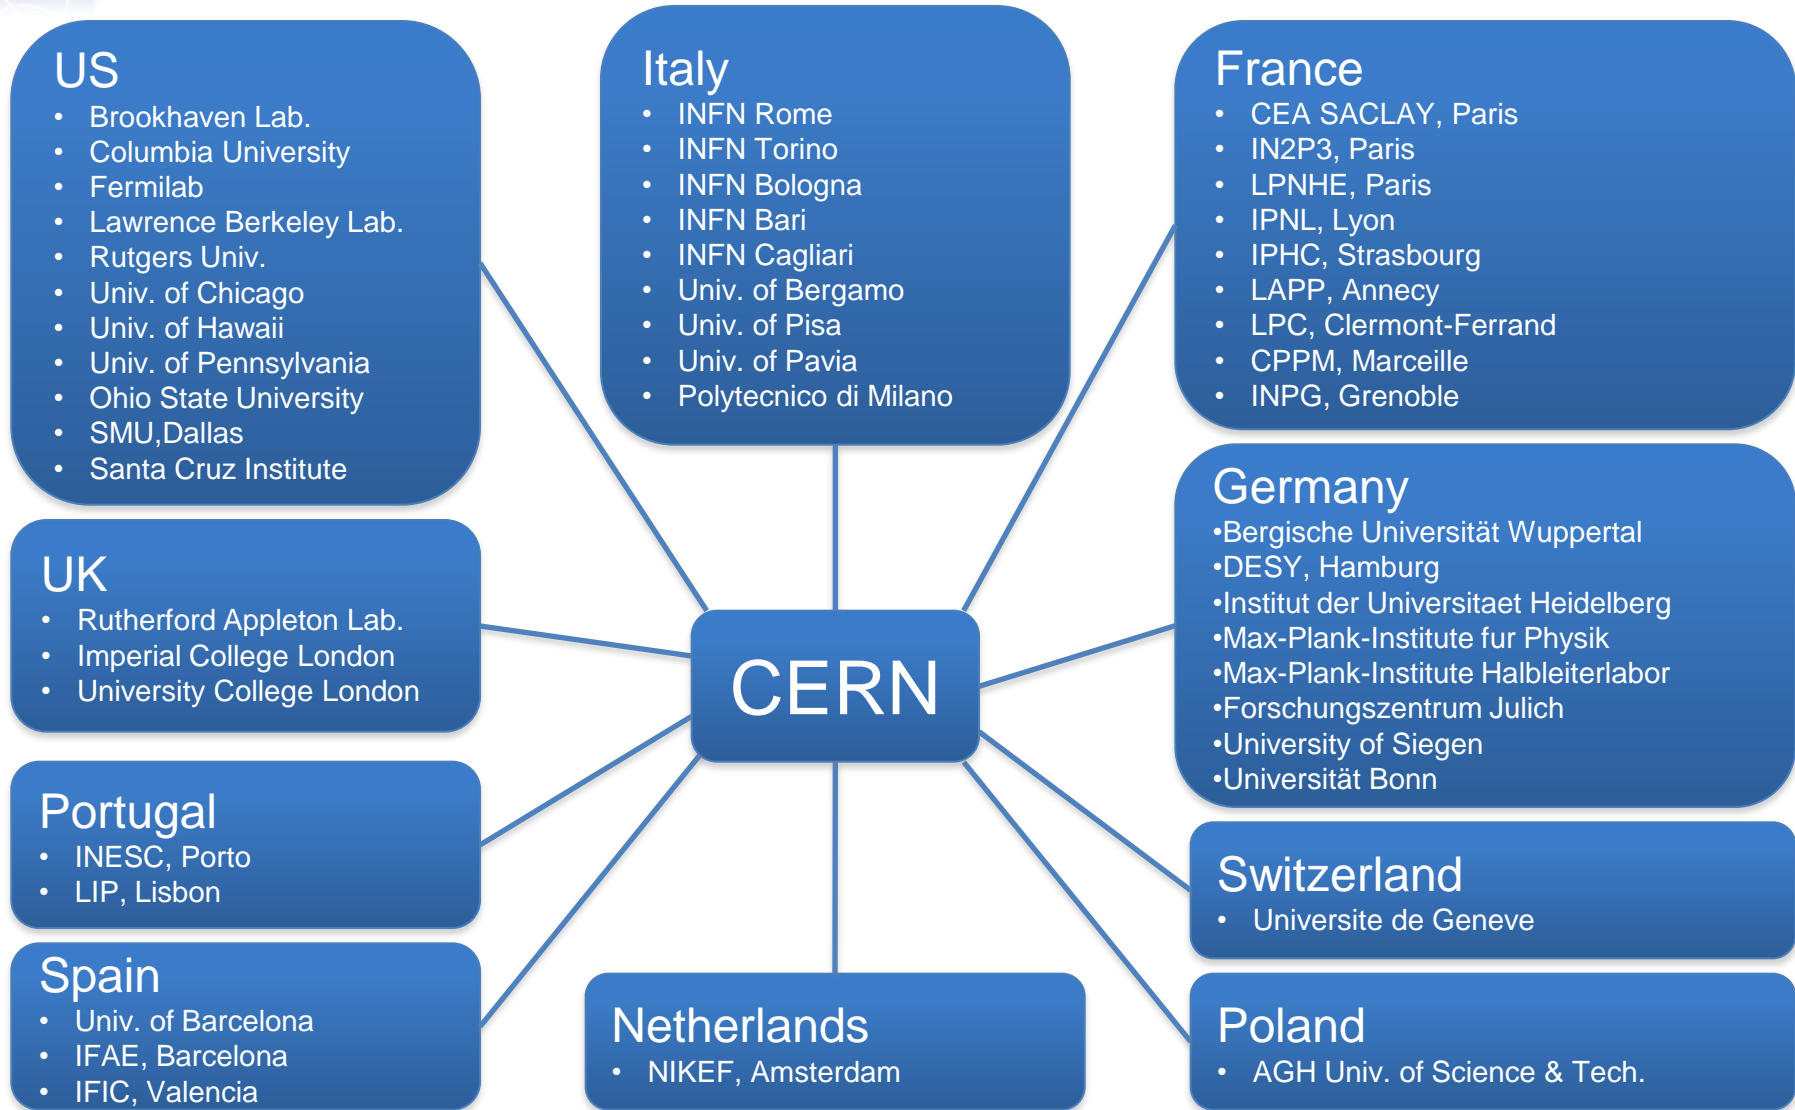 US
• Brookhaven Lab.
• Columbia University
• Fermilab
• Lawrence Berkeley Lab.
• Rutgers Univ.
• Univ. of Chicago
• Univ. of Hawaii
• Univ. of Pennsylvania
• Ohio State University
• SMU,Dallas
• Santa Cruz Institute
Italy
• INFN Rome
• INFN Torino
• INFN Bologna
• INFN Bari
• INFN Cagliari
• Univ. of Bergamo
• Univ. of Pisa
• Univ. of Pavia
• Polytecnico di Milano
France
• CEA SACLAY, Paris
• IN2P3, Paris
• LPNHE, Paris
• IPNL, Lyon
• IPHC, Strasbourg
• LAPP, Annecy
• LPC, Clermont-Ferrand
• CPPM, Marceille
• INPG, Grenoble
UK
• Rutherford Appleton Lab.
• Imperial College London
• University College London
CERN
Germany
•Bergische Universität Wuppertal
•DESY, Hamburg
•Institut der Universitaet Heidelberg
•Max-Plank-Institute fur Physik
•Max-Plank-Institute Halbleiterlabor
•Forschungszentrum Julich
•University of Siegen
•Universität Bonn
Portugal
• INESC, Porto
• LIP, Lisbon
Switzerland
• Universite de Geneve
Spain
• Univ. of Barcelona
• IFAE, Barcelona
• IFIC, Valencia
Netherlands
• NIKEF, Amsterdam
Poland
• AGH Univ. of Science & Tech.